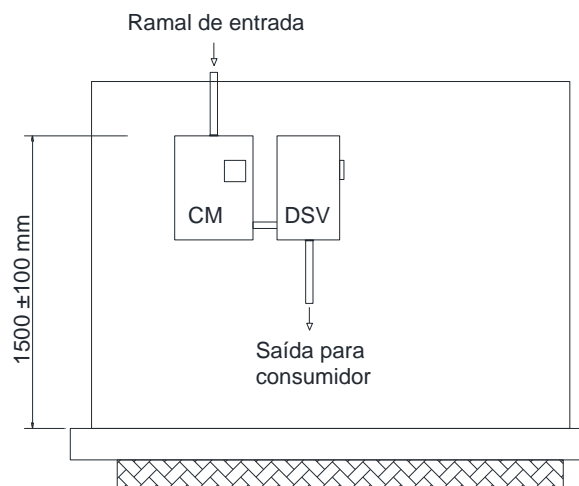 Ramal de entrada
CM
DSV
1500 ±100 mm
Saída para
consumidor